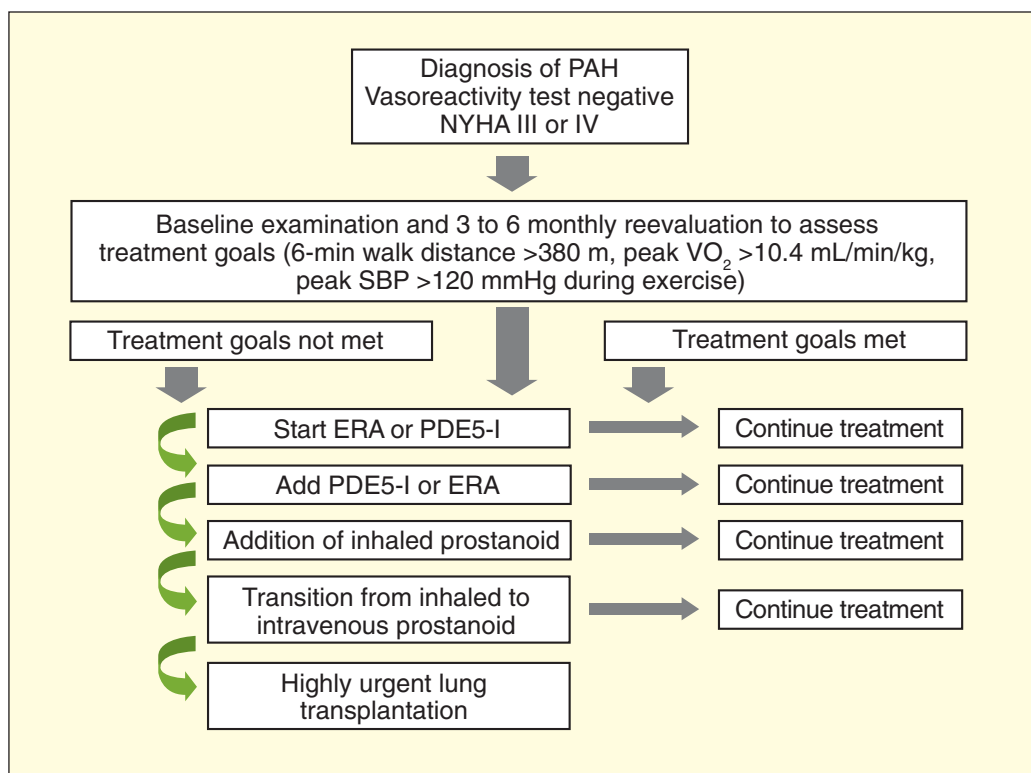 Diagnosis of PAH
Vasoreactivity test negative
NYHA III or IV
Baseline examination and 3 to 6 monthly reevaluation to assess
treatment goals (6-min walk distance >380 m, peak VO₂ >10.4 mL/min/kg,
peak SBP >120 mmHg during exercise)
Treatment goals not met
Treatment goals met
Start ERA or PDE5-I
Continue treatment
Add PDE5-I or ERA
Continue treatment
Addition of inhaled prostanoid
Continue treatment
Transition from inhaled to
intravenous prostanoid
Continue treatment
Highly urgent lung
transplantation